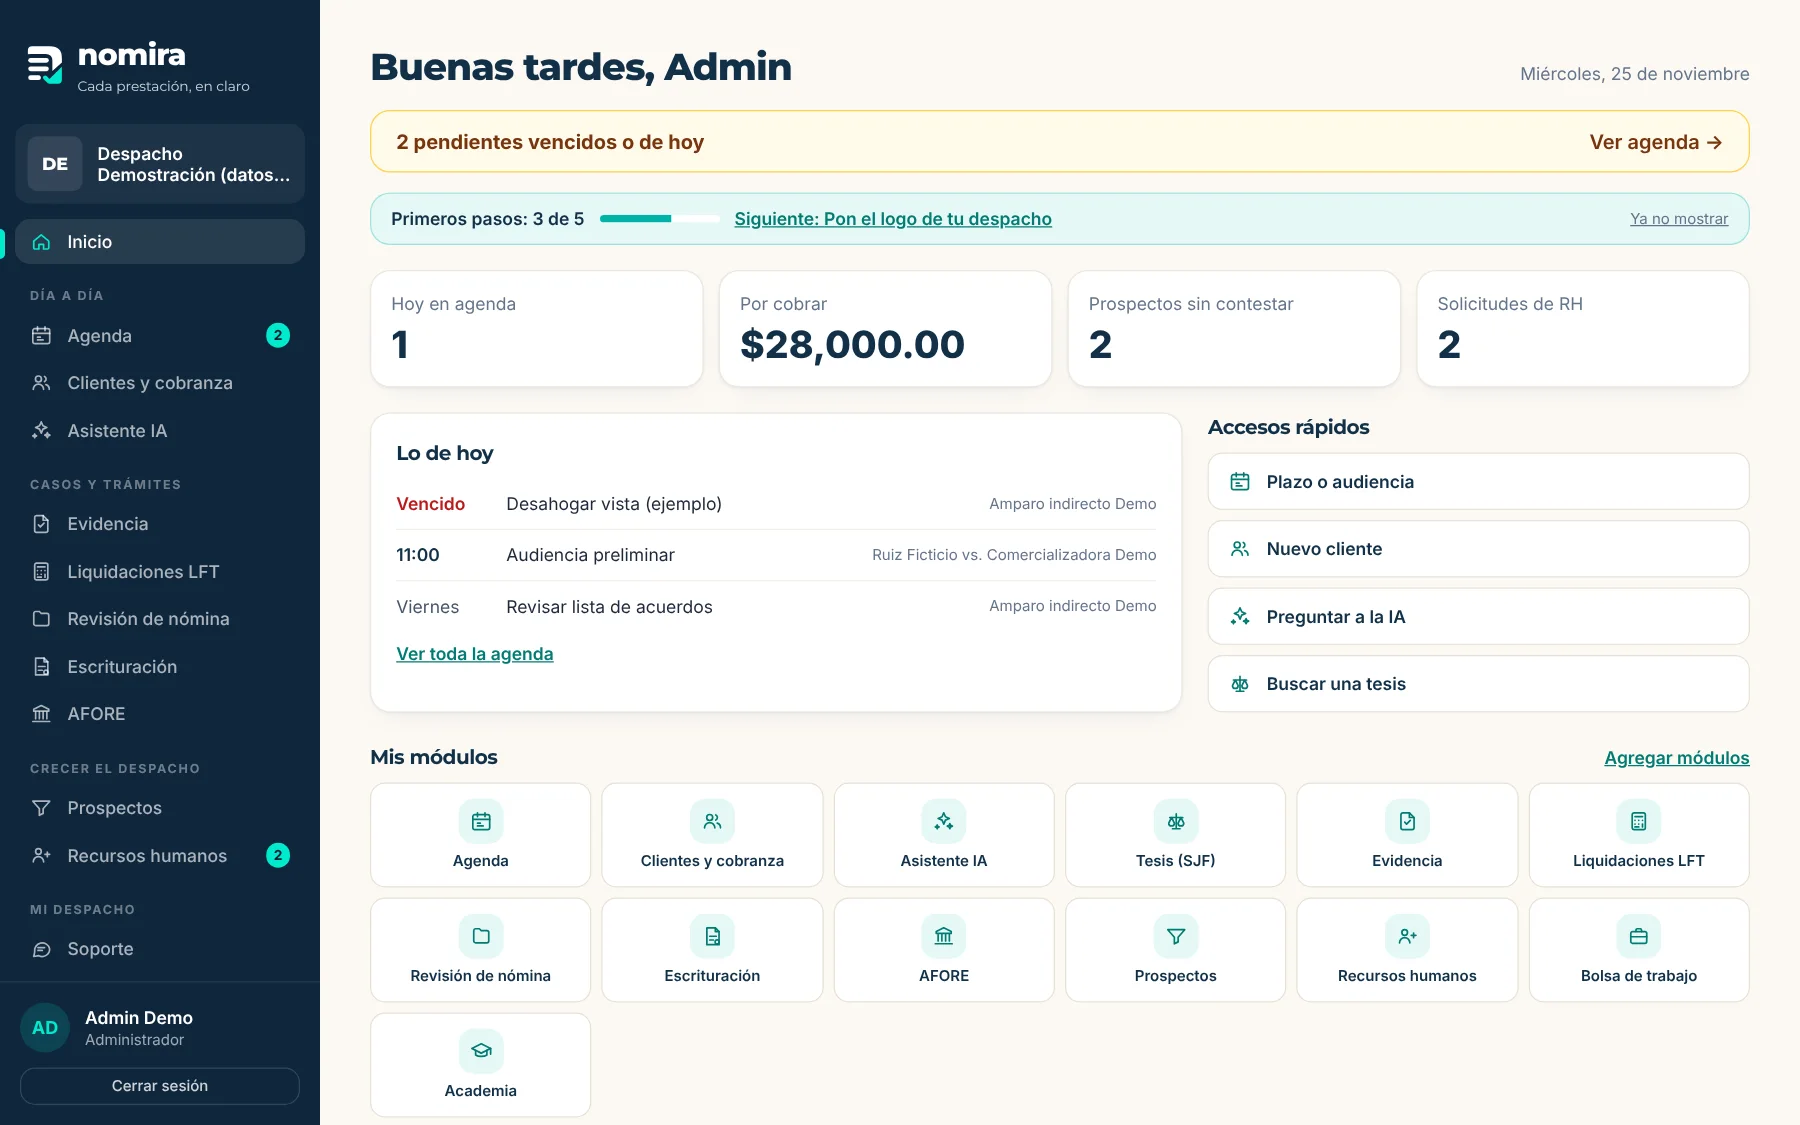 nomira
Cada prestación, en claro
DE
Despacho
Demostración (datos...
Inicio
DÍA A DÍA
Agenda 2
Clientes y cobranza
Asistente IA
CASOS Y TRÁMITES
Evidencia
Liquidaciones LFT
Revisión de nómina
Escrituración
AFORE
CRECER EL DESPACHO
Prospectos
Recursos humanos 2
MI DESPACHO
Soporte
AD
Admin Demo
Administrador
Cerrar sesión
Buenas tardes, Admin
Miércoles, 25 de noviembre
2 pendientes vencidos o de hoy
Ver agenda →
Primeros pasos: 3 de 5
Siguiente: Pon el logo de tu despacho
Ya no mostrar
Hoy en agenda
1
Por cobrar
$28,000.00
Prospectos sin contestar
2
Solicitudes de RH
2
Lo de hoy
Vencido Desahogar vista (ejemplo) Amparo indirecto Demo
11:00 Audiencia preliminar Ruiz Ficticio vs. Comercializadora Demo
Viernes Revisar lista de acuerdos Amparo indirecto Demo
Ver toda la agenda
Accesos rápidos
Plazo o audiencia
Nuevo cliente
Preguntar a la IA
Buscar una tesis
Mis módulos
Agregar módulos
Agenda
Clientes y cobranza
Asistente IA
Tesis (SJF)
Evidencia
Liquidaciones LFT
Revisión de nómina
Escrituración
AFORE
Prospectos
Recursos humanos
Bolsa de trabajo
Academia